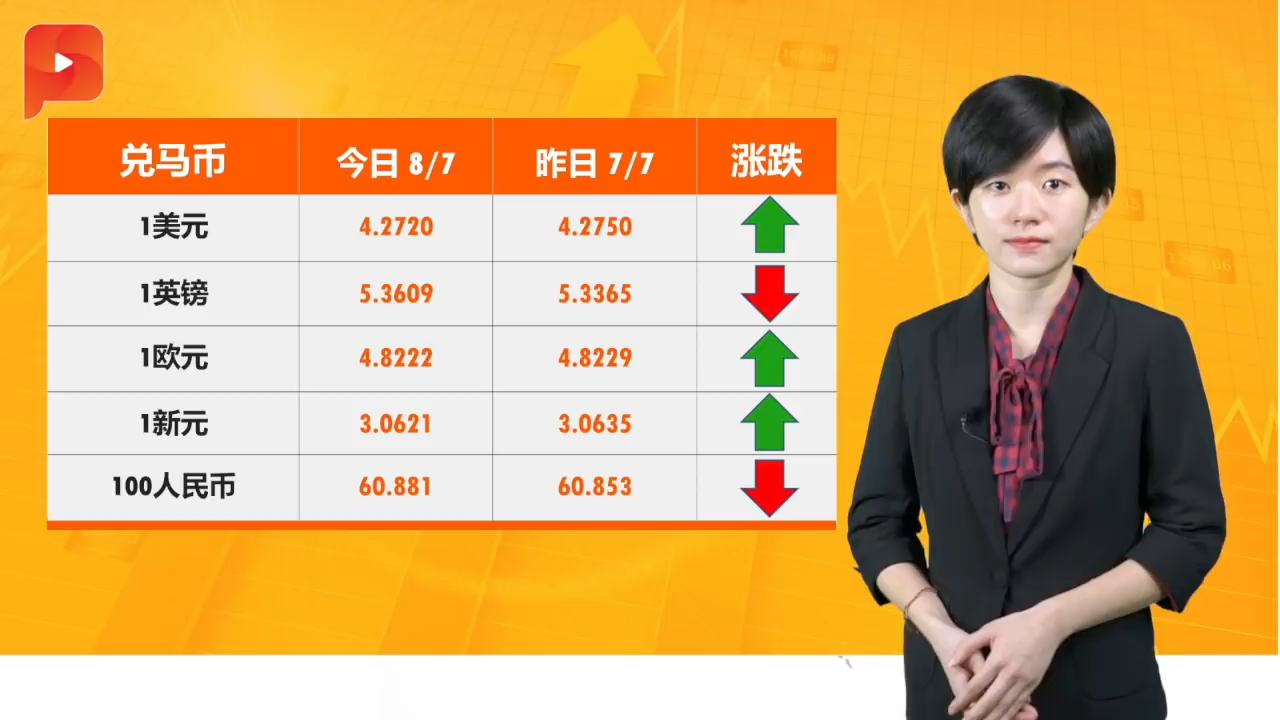 兑马币 今日 8/7 昨日 7/7 涨跌
1美元 4.2720 4.2750
1英镑 5.3609 5.3365
1欧元 4.8222 4.8229
1新元 3.0621 3.0635
100人民币 60.881 60.853